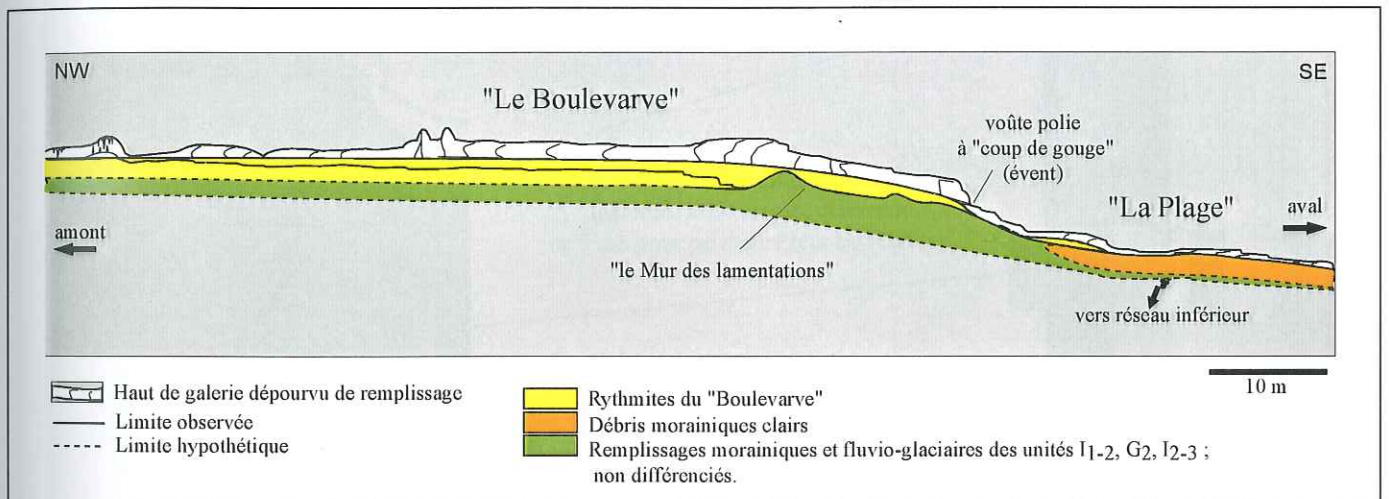 NW
SE
"Le Boulevarve"
voûte polie
à "coup de gouge"
(évent)
"La Plage"
amont
aval
"le Mur des lamentations"
vers réseau inférieur
10 m
Haut de galerie dépourvu de remplissage
Limite observée
Limite hypothétique
Rythmites du "Boulevarve"
Débris morainiques clairs
Remplissages morainiques et fluvio-glaciaires des unités I1-2, G2, I2-3 ;
non différenciés.